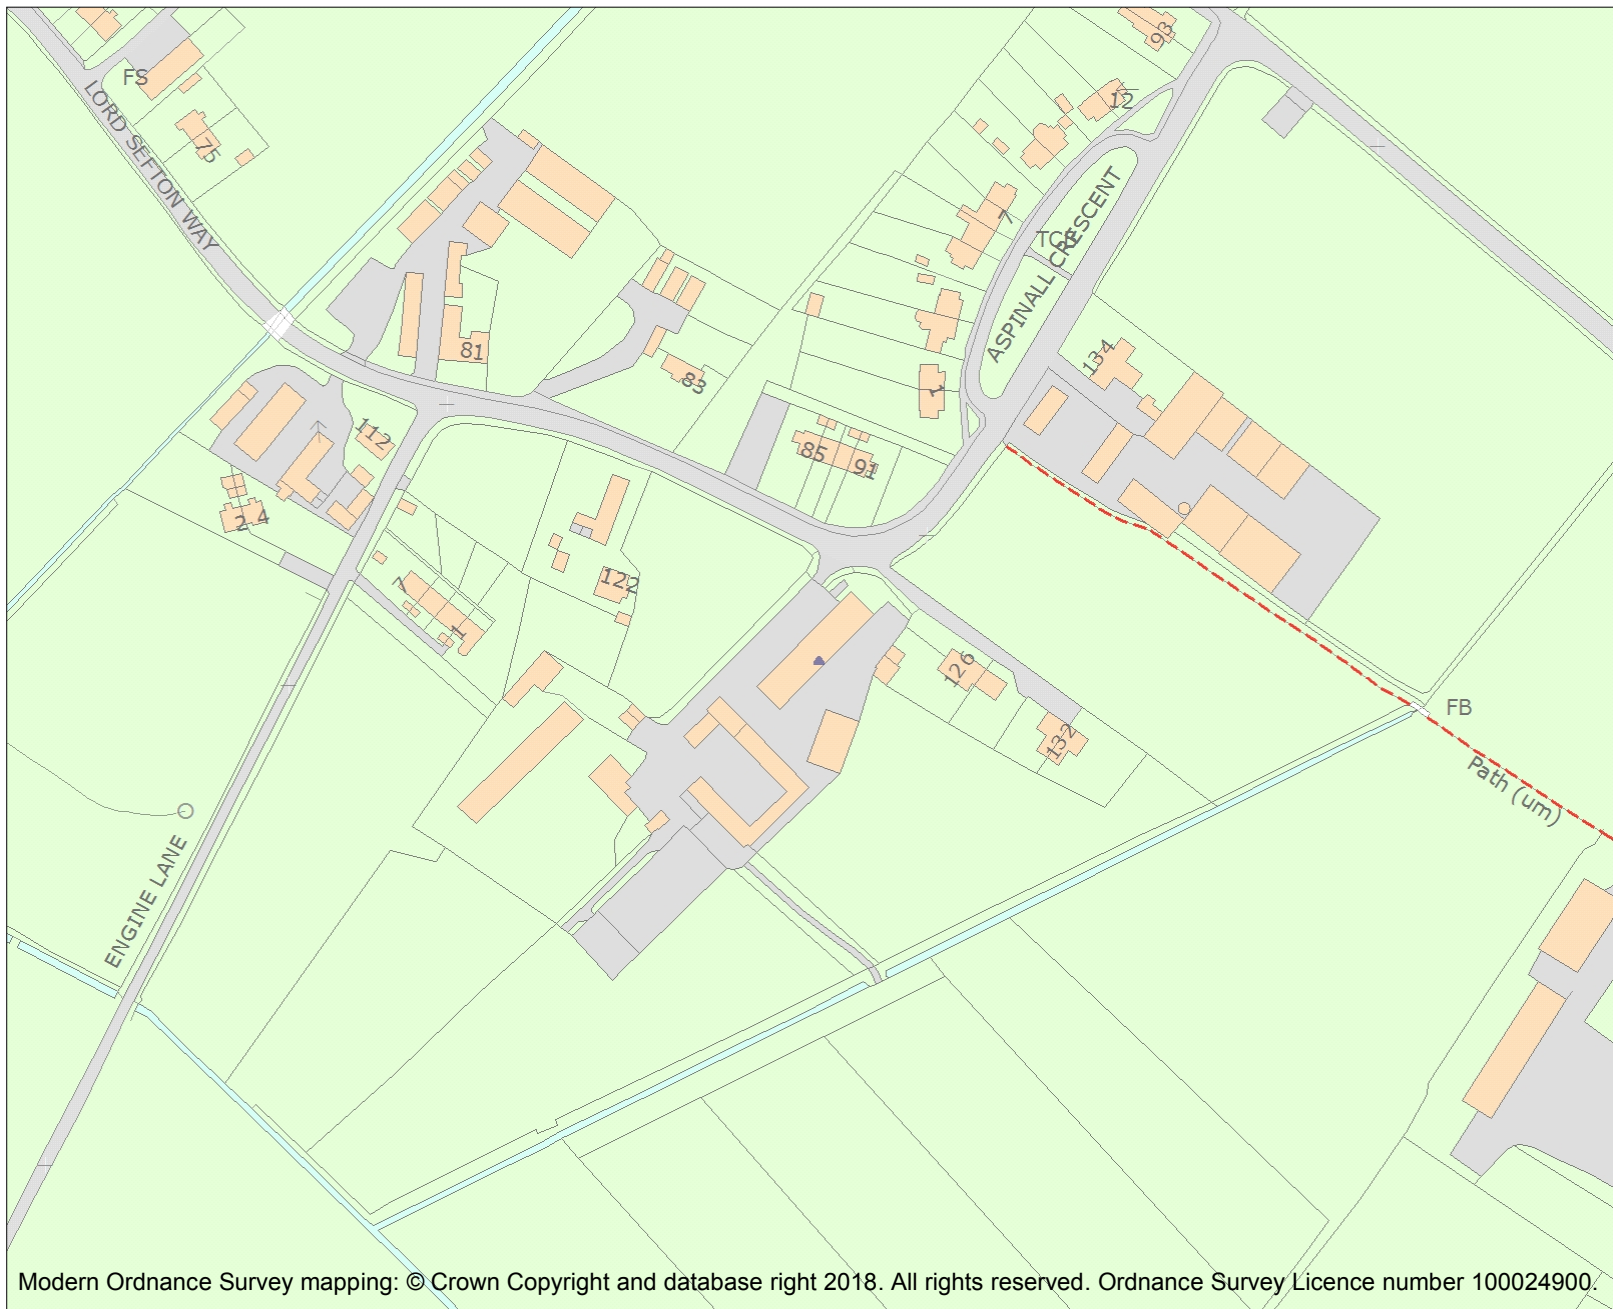 93
FS
12
LORD SEFTON WAY
75
7
TCB
ASPINALL CRESCENT
81
134
83
1
112
85
91
2 4
122
7
1
126
FB
132
Path (um)
ENGINE LANE
Modern Ordnance Survey mapping: © Crown Copyright and database right 2018. All rights reserved. Ordnance Survey Licence number 100024900.